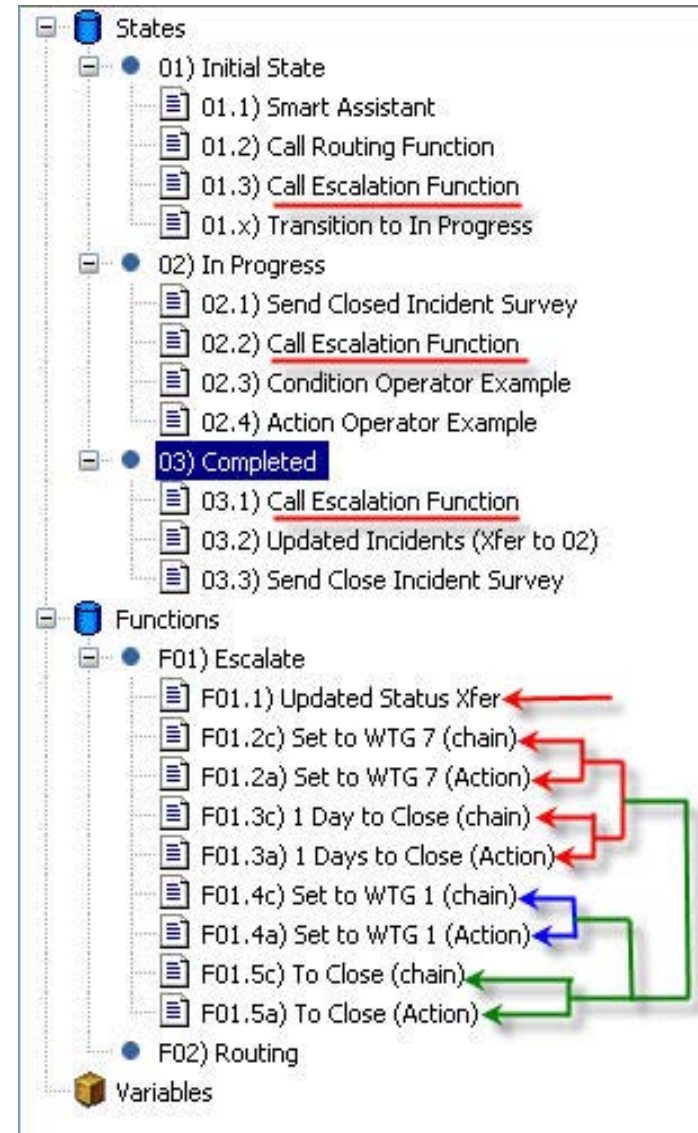 States
01) Initial State
01.1) Smart Assistant
01.2) Call Routing Function
01.3) Call Escalation Function
01.x) Transition to In Progress
02) In Progress
02.1) Send Closed Incident Survey
02.2) Call Escalation Function
02.3) Condition Operator Example
02.4) Action Operator Example
03) Completed
03.1) Call Escalation Function
03.2) Updated Incidents (Xfer to 02)
03.3) Send Close Incident Survey
Functions
F01) Escalate
F01.1) Updated Status Xfer
F01.2c) Set to WTG 7 (chain)
F01.2a) Set to WTG 7 (Action)
F01.3c) 1 Day to Close (chain)
F01.3a) 1 Days to Close (Action)
F01.4c) Set to WTG 1 (chain)
F01.4a) Set to WTG 1 (Action)
F01.5c) To Close (chain)
F01.5a) To Close (Action)
F02) Routing
Variables